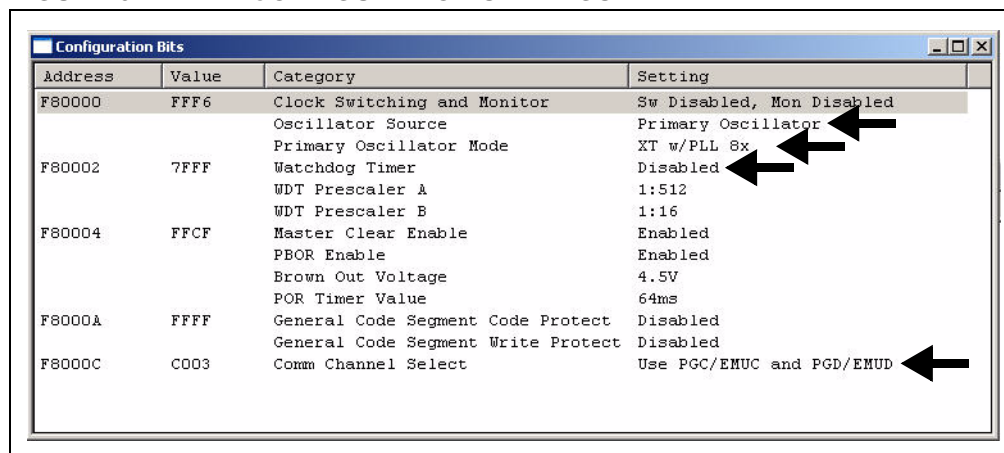 Configuration Bits
Address Value Category Setting
F80000 FFF6 Clock Switching and Monitor Sw Disabled, Mon Disabled
Oscillator Source Primary Oscillator
Primary Oscillator Mode XT w/PLL 8x
F80002 7FFF Watchdog Timer Disabled
WDT Prescaler A 1:512
WDT Prescaler B 1:16
F80004 FFCF Master Clear Enable Enabled
PBOR Enable Enabled
Brown Out Voltage 4.5V
POR Timer Value 64ms
F8000A FFFF General Code Segment Code Protect Disabled
General Code Segment Write Protect Disabled
F8000C C003 Comm Channel Select Use PGC/EMUC and PGD/EMUD